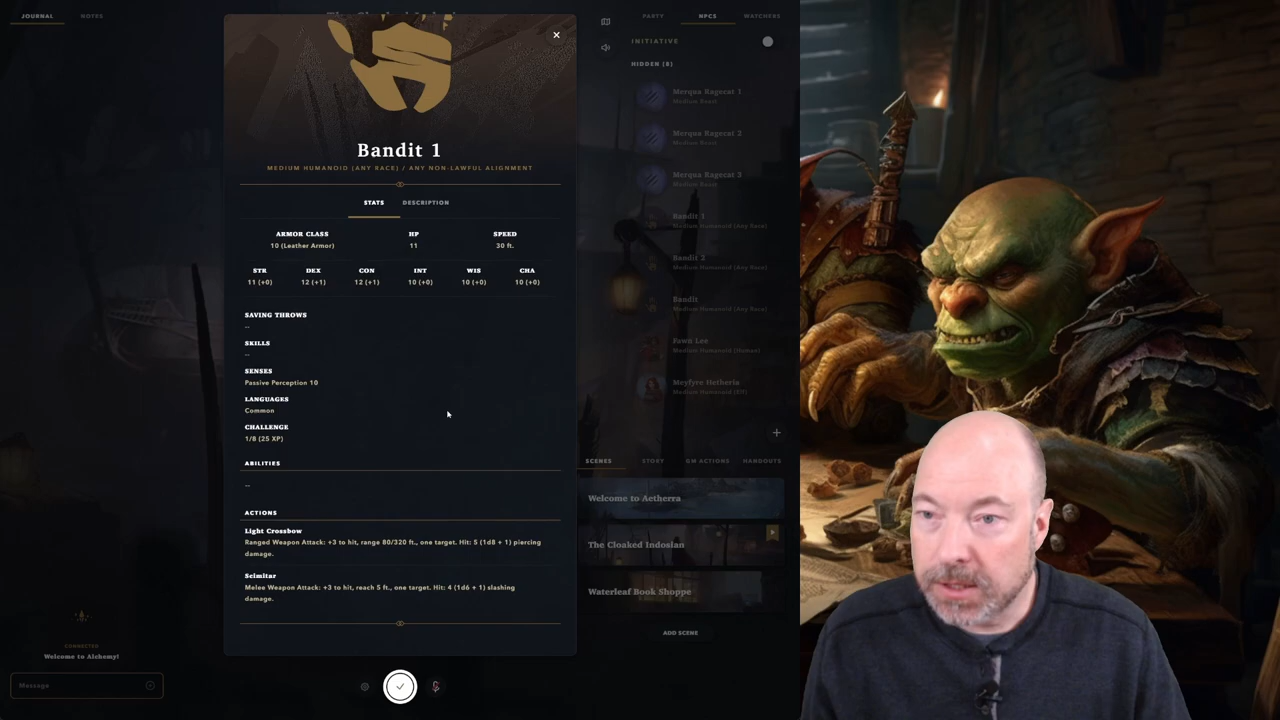 JOURNAL
NOTES
Bandit 1
MEDIUM HUMANOID (ANY RACE) / ANY NON-LAWFUL ALIGNMENT
STATS
DESCRIPTION
ARMOR CLASS
HP
SPEED
10 (Leather Armor)
11
30 ft.
STR
DEX
CON
INT
WIS
CHA
11 (+0)
12 (+1)
12 (+1)
10 (+0)
10 (+0)
10 (+0)
SAVING THROWS
--
SKILLS
--
SENSES
Passive Perception 10
LANGUAGES
Common
CHALLENGE
1/8 (25 XP)
ABILITIES
--
ACTIONS
Light Crossbow
Ranged Weapon Attack: +3 to hit, range 80/320 ft., one target. Hit: 5 (1d8 + 1) piercing
damage.
Scimitar
Melee Weapon Attack: +3 to hit, reach 5 ft., one target. Hit: 4 (1d6 + 1) slashing
damage.
PARTY
NPCS
WATCHERS
INITIATIVE
HIDDEN (8)
Merqua Ragecat 1
Medium Beast
Merqua Ragecat 2
Medium Beast
Merqua Ragecat 3
Medium Beast
Bandit 1
Medium Humanoid (Any Race)
Bandit 2
Medium Humanoid (Any Race)
Bandit
Medium Humanoid (Any Race)
Fawn Lee
Medium Humanoid (Human)
Meyfyre Hetheria
Medium Humanoid (Elf)
SCENES
STORY
GM ACTIONS
HANDOUTS
Welcome to Aetherra
The Cloaked Indosian
Waterleaf Book Shoppe
ADD SCENE
CONNECTED
Welcome to Alchemy!
Message